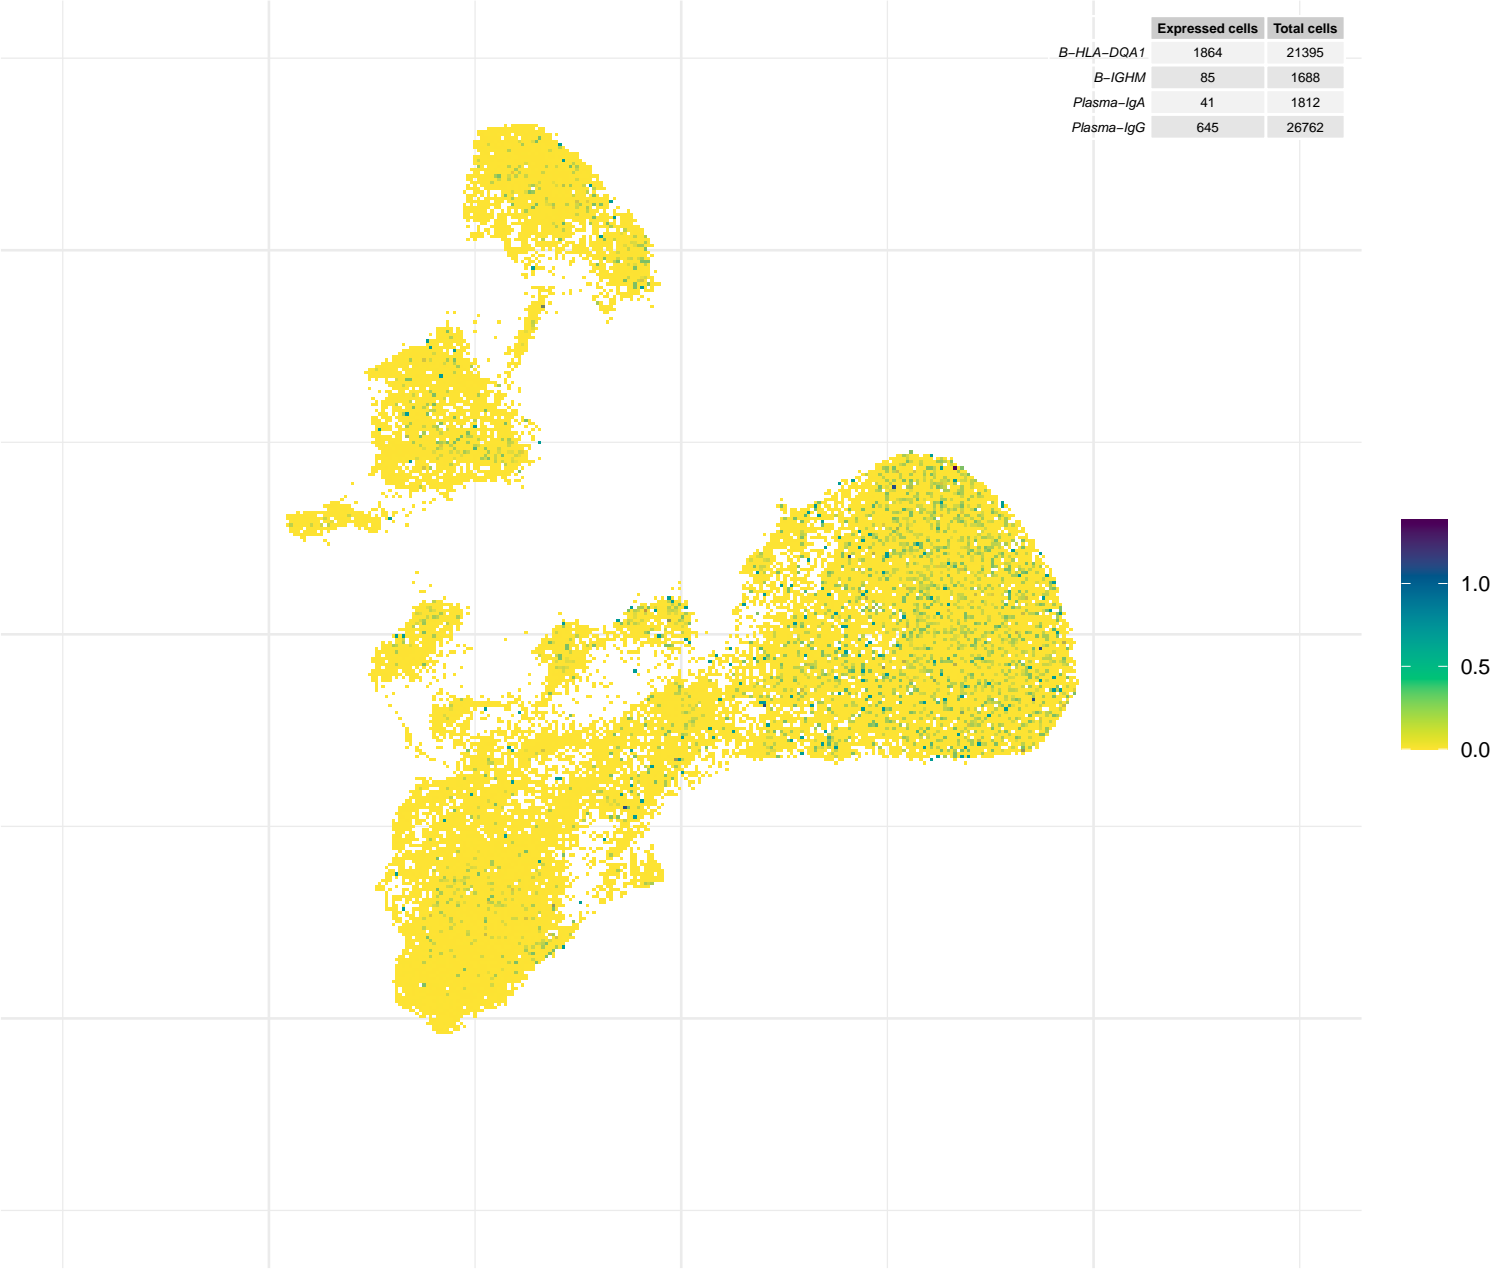 Expressed cells Total cells
B−HLA−DQA1 1864 21395
B−IGHM 85 1688
Plasma−IgA 41 1812
Plasma−IgG 645 26762
1.0
0.5
0.0